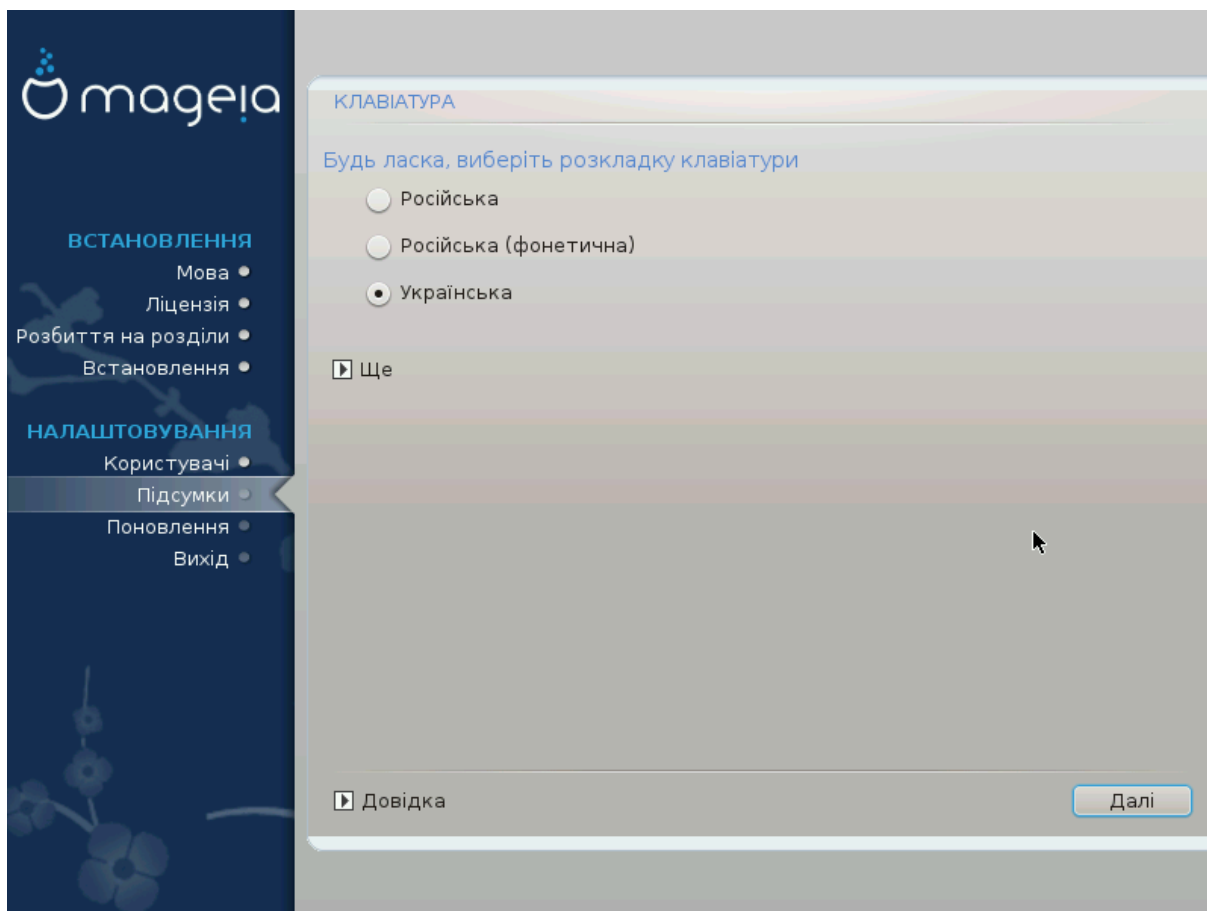 mageia
ВСТАНОВЛЕННЯ
Мова
Ліцензія
Розбиття на розділи
Встановлення
НАЛАШТОВУВАННЯ
Користувачі
Підсумки
Поновлення
Вихід
КЛАВІАТУРА
Будь ласка, виберіть розкладку клавіатури
Російська
Російська (фонетична)
Українська
Ще
Довідка
Далі